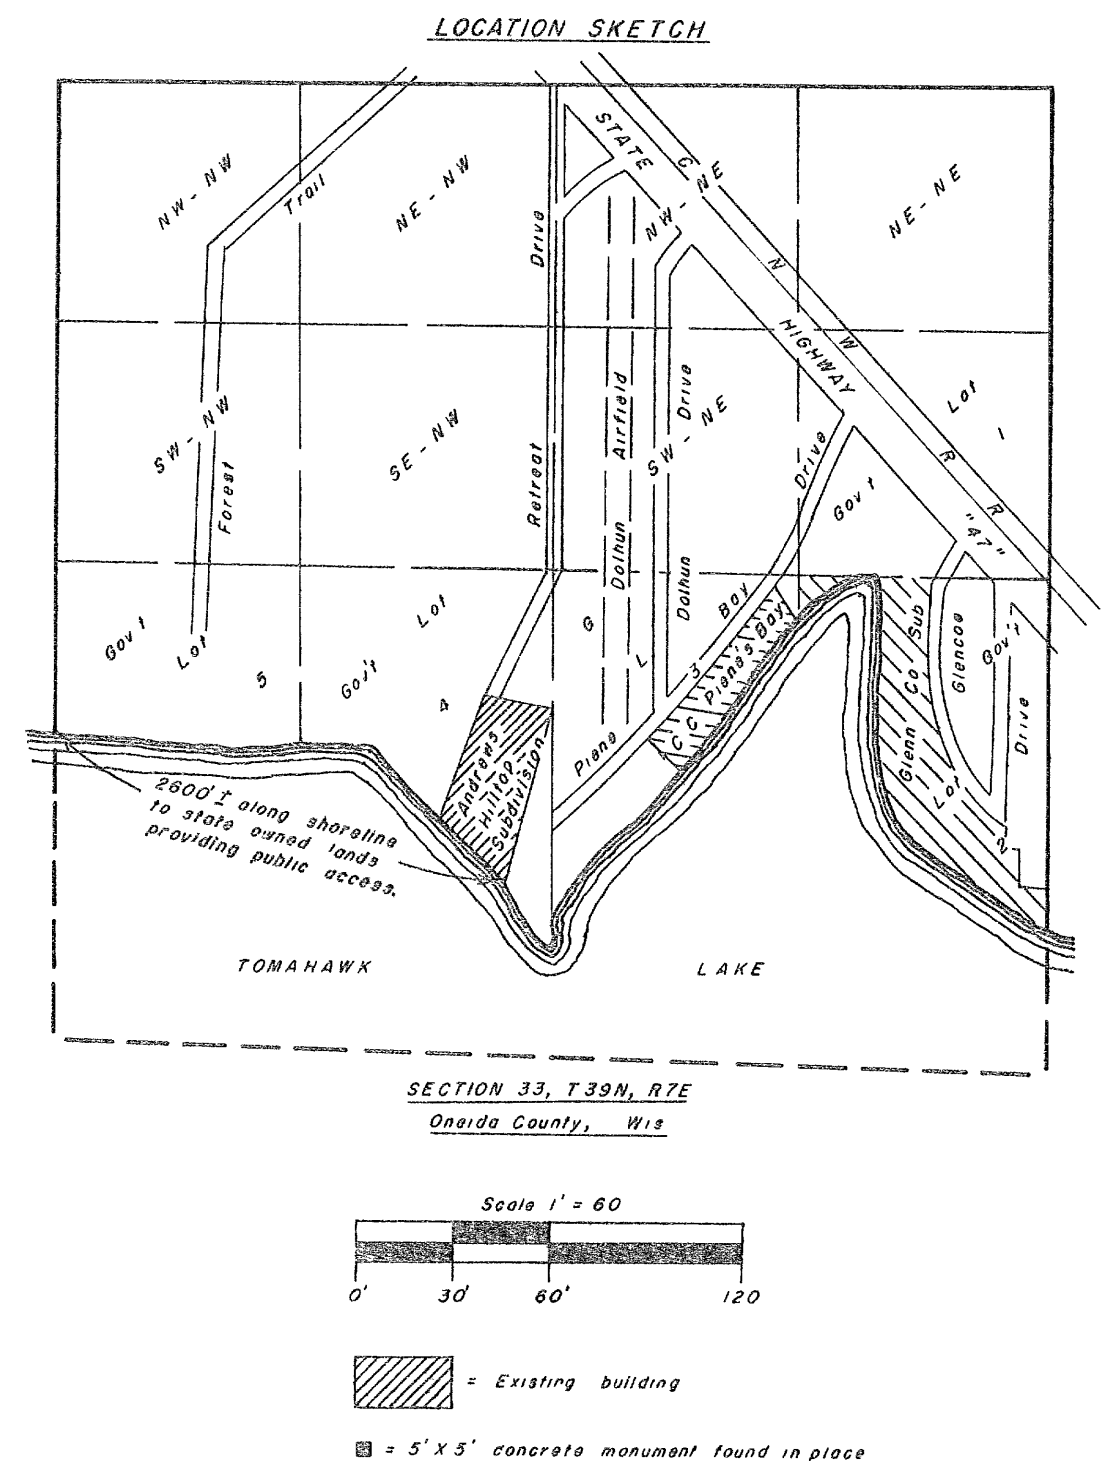 LOCATION SKETCH
NW - NW
Trail
NE - NW
Drive
STATE
NW - NE
C N W R R
NE - NE
HIGHWAY
"47"
SW - NW
Forest
SE - NW
Retreat
Dolhun Airfield
SW - NE
Dolhun Drive
Drive
Gov't
Lot
1
Gov't
Lot
5
Gov't
Lot
4
G
L
3
Bay
Plane
C C Plane's Bay
Glenn Co Sub
Glencoe
Gov't
Drive
Lot
2
Andrews
Hilltop
Subdivision
2600' ± along shoreline
to state owned lands
providing public access.
TOMAHAWK LAKE
SECTION 33, T39N, R7E
Oneida County, Wis
Scale 1' = 60
0' 30' 60' 120
= Existing building
= 5' X 5' concrete monument found in place